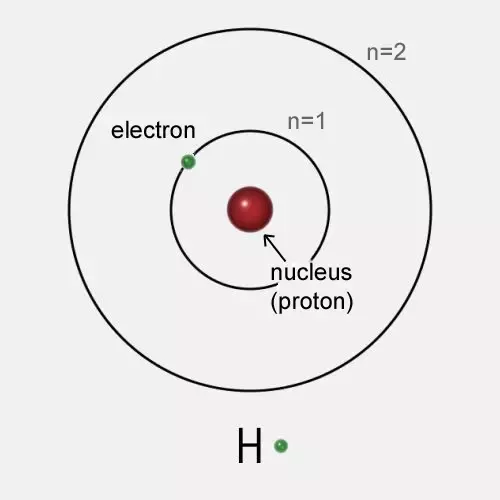 n=2
n=1
electron
nucleus
(proton)
H